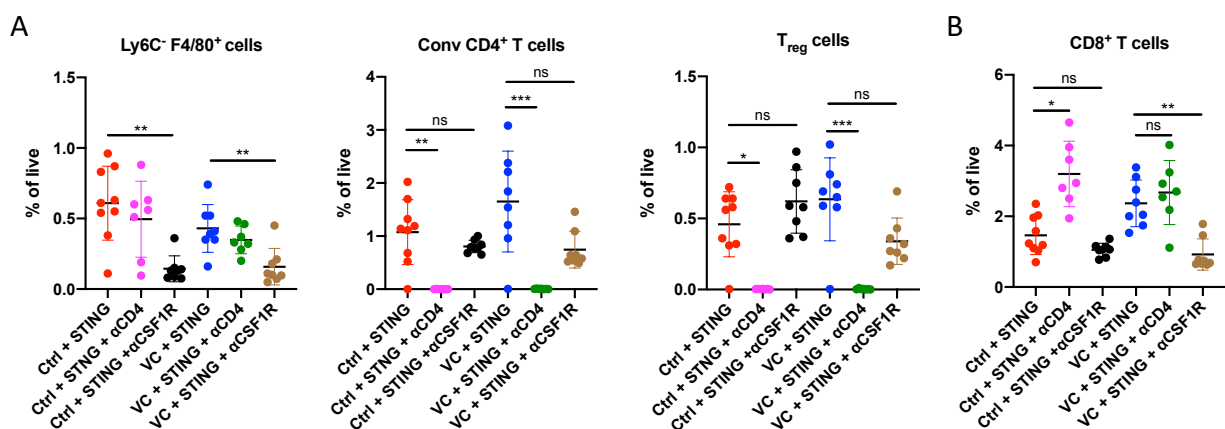 A
Ly6C⁻ F4/80⁺ cells
% of live
1.5
1.0
0.5
0.0
**
**
Ctrl + STING
Ctrl + STING + αCD4
Ctrl + STING +αCSF1R
VC + STING
VC + STING + αCD4
VC + STING + αCSF1R
Conv CD4⁺ T cells
% of live
4
3
2
1
0
ns
**
ns
***
Ctrl + STING
Ctrl + STING + αCD4
Ctrl + STING +αCSF1R
VC + STING
VC + STING + αCD4
VC + STING + αCSF1R
Treg cells
% of live
1.5
1.0
0.5
0.0
ns
*
ns
***
Ctrl + STING
Ctrl + STING + αCD4
Ctrl + STING +αCSF1R
VC + STING
VC + STING + αCD4
VC + STING + αCSF1R
B
CD8⁺ T cells
% of live
6
4
2
0
ns
*
**
ns
Ctrl + STING
Ctrl + STNG + αCD4
Ctrl + STING +αCSF1R
VC + STING
VC + STING + αCD4
VC + STING + αCSF1R